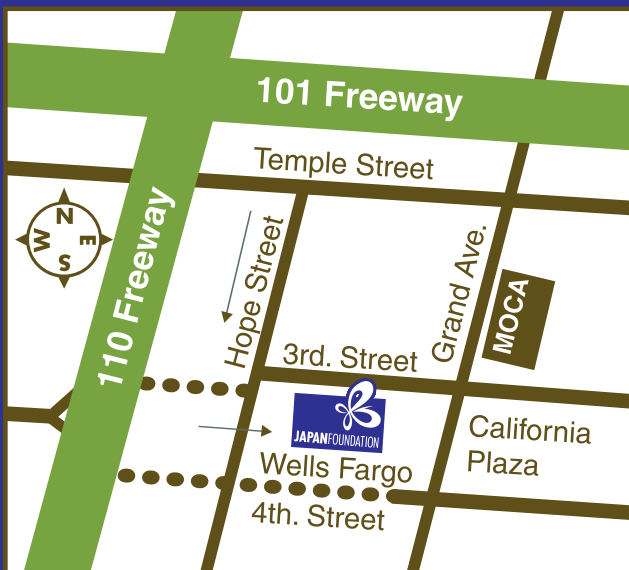 101 Freeway
Temple Street
N
W
E
S
110 Freeway
Hope Street
Grand Ave.
MOCA
3rd. Street
JAPANFOUNDATION
California
Plaza
Wells Fargo
4th. Street